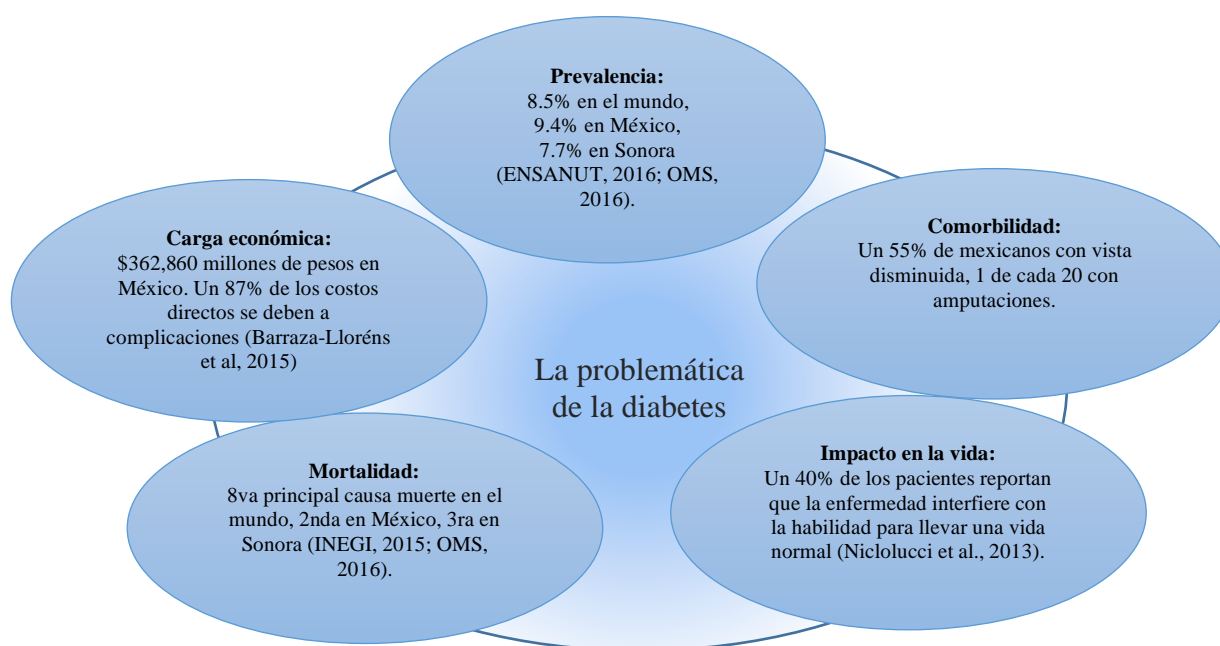 Prevalencia:
8.5% en el mundo,
9.4% en México,
7.7% en Sonora
(ENSANUT, 2016; OMS,
2016).
Comorbilidad:
Un 55% de mexicanos con vista
disminuida, 1 de cada 20 con
amputaciones.
Impacto en la vida:
Un 40% de los pacientes reportan
que la enfermedad interfiere con
la habilidad para llevar una vida
normal (Niclolucci et al., 2013).
Mortalidad:
8va principal causa muerte en el
mundo, 2nda en México, 3ra en
Sonora (INEGI, 2015; OMS,
2016).
Carga económica:
$362,860 millones de pesos en
México. Un 87% de los costos
directos se deben a
complicaciones (Barraza-Lloréns
et al, 2015)
La problemática
de la diabetes